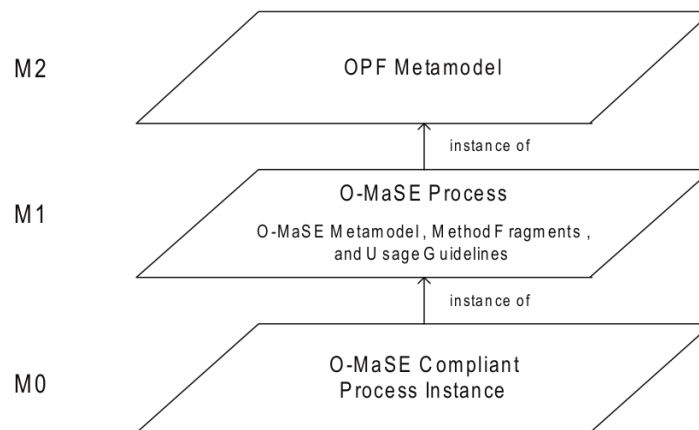 M2
OPF Metamodel
instance of
M1
O-MaSE Process
O-MaSE Metamodel, Method Fragments,
and Usage Guidelines
instance of
M0
O-MaSE Compliant
Process Instance